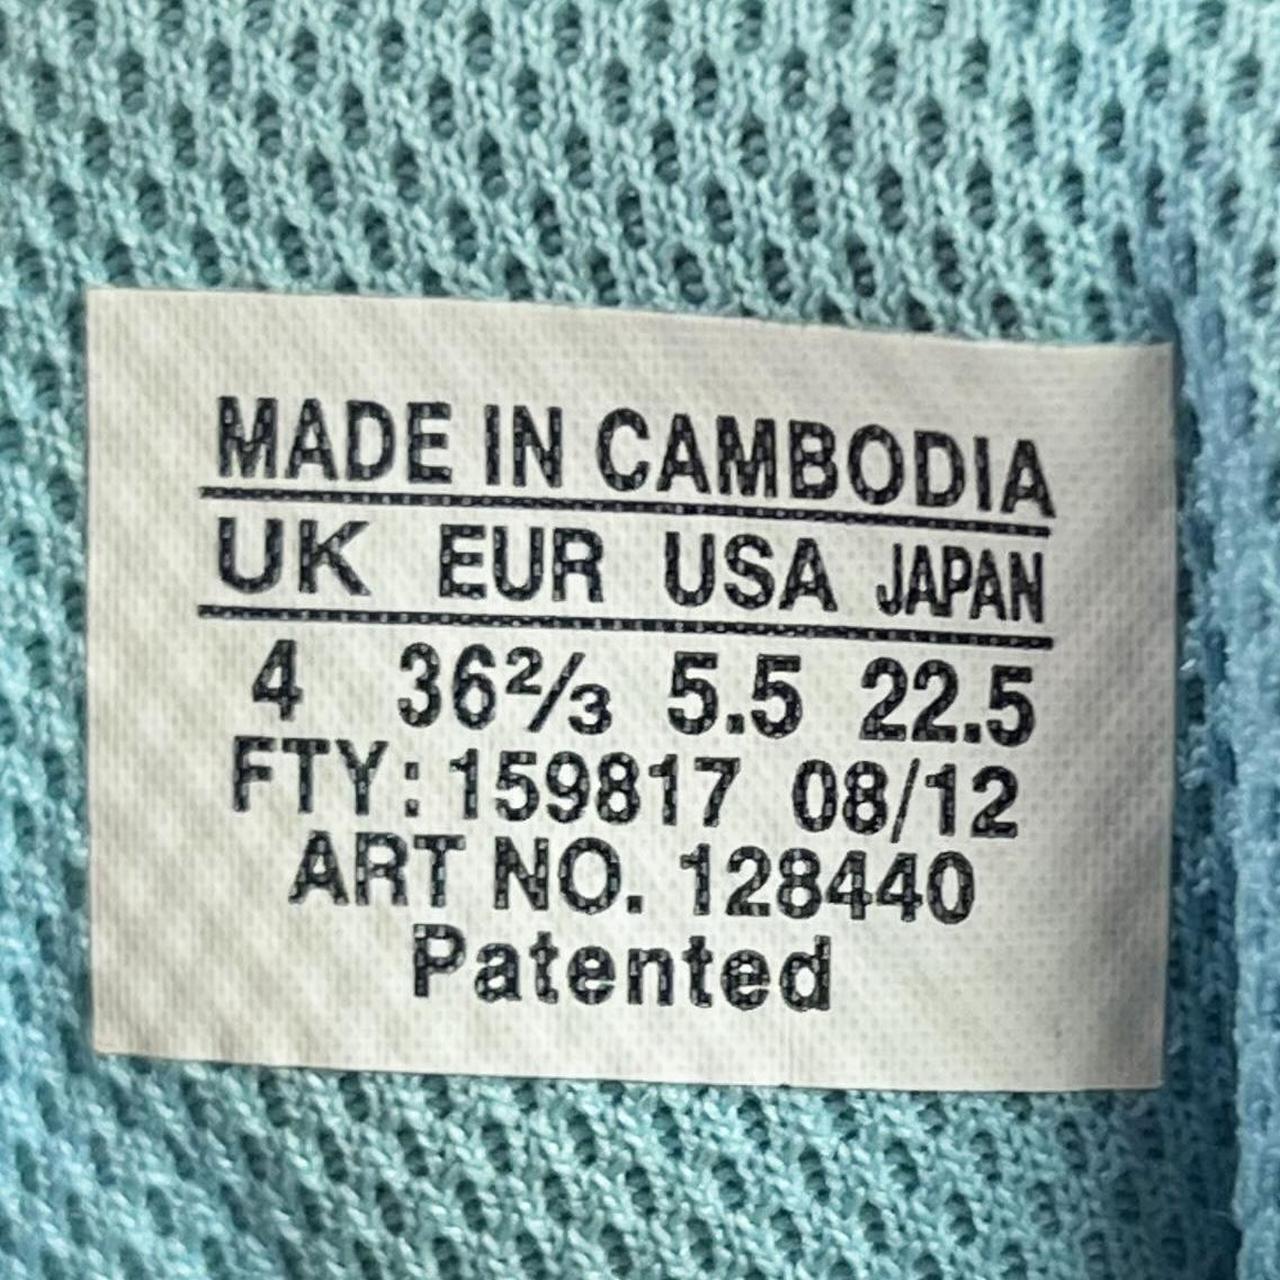 MADE IN CAMBODIA
UK EUR USA JAPAN
4 36⅔ 5.5 22.5
FTY: 159817 08/12
ART NO. 128440
Patented